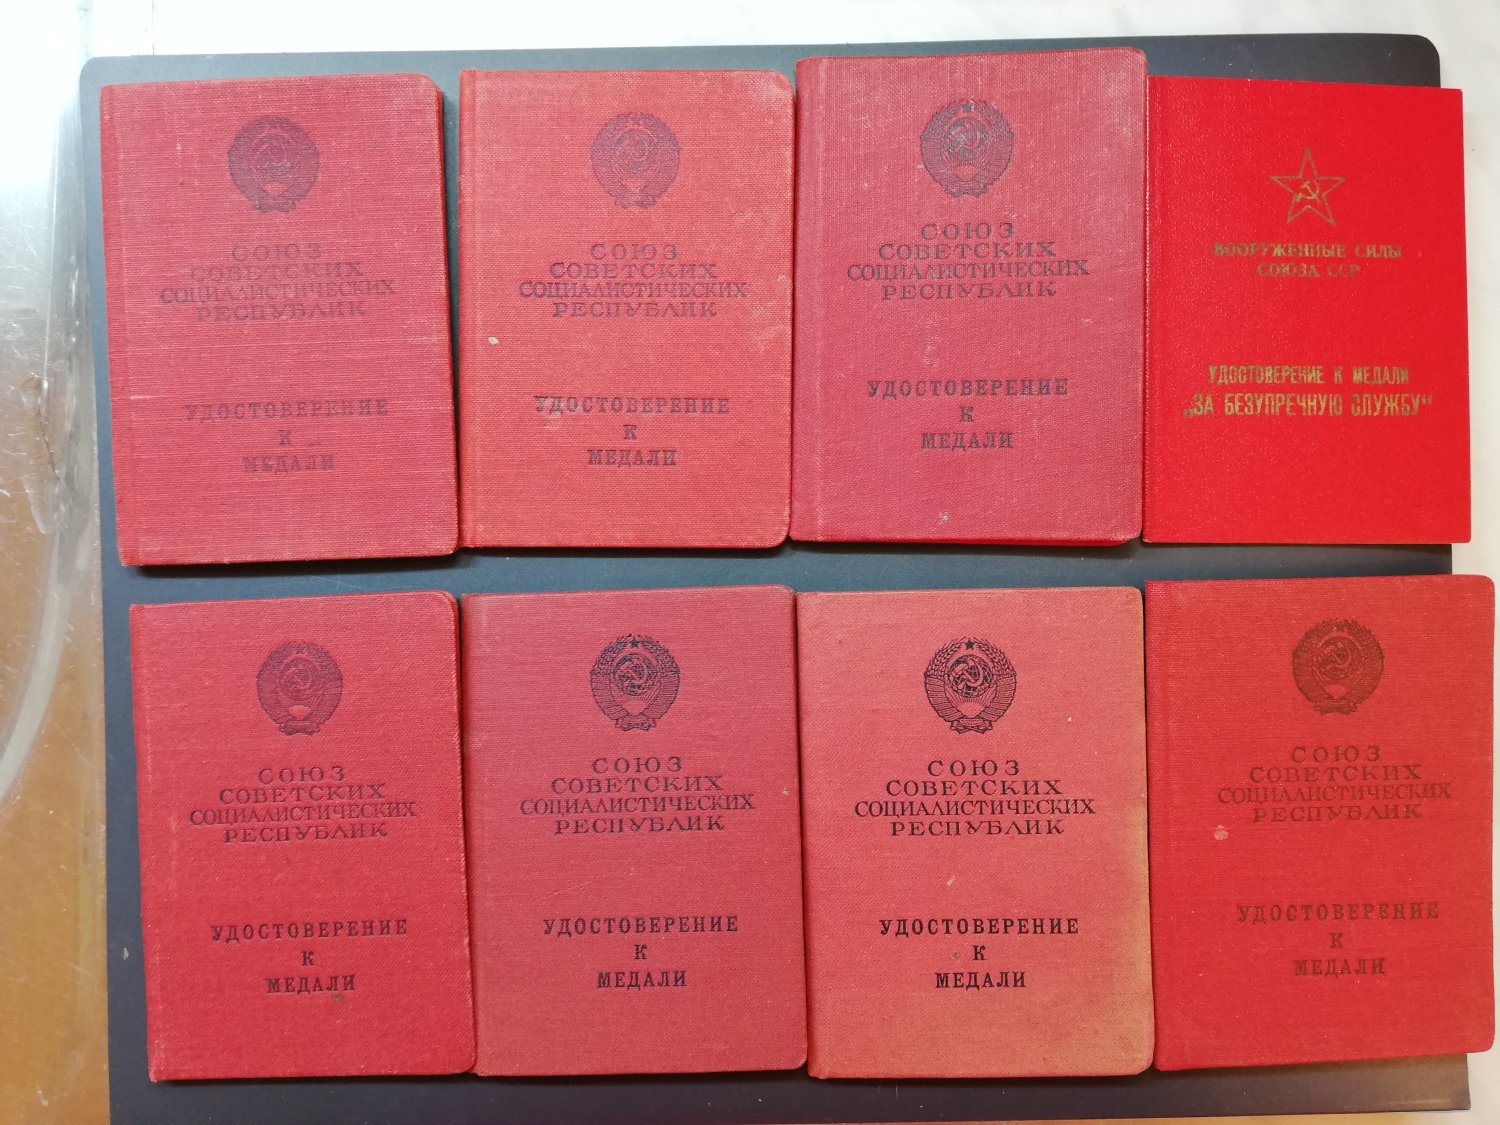 СОЮЗ
СОВЕТСКИХ
СОЦИАЛИСТИЧЕСКИХ
РЕСПУБЛИК
УДОСТОВЕРЕНИЕ
К
МЕДАЛИ
СОЮЗ
СОВЕТСКИХ
СОЦИАЛИСТИЧЕСКИХ
РЕСПУБЛИК
УДОСТОВЕРЕНИЕ
К
МЕДАЛИ
СОЮЗ
СОВЕТСКИХ
СОЦИАЛИСТИЧЕСКИХ
РЕСПУБЛИК
УДОСТОВЕРЕНИЕ
К
МЕДАЛИ
ВООРУЖЕННЫЕ СИЛЫ
СОЮЗА ССР
УДОСТОВЕРЕНИЕ К МЕДАЛИ
„ЗА БЕЗУПРЕЧНУЮ СЛУЖБУ“
СОЮЗ
СОВЕТСКИХ
СОЦИАЛИСТИЧЕСКИХ
РЕСПУБЛИК
УДОСТОВЕРЕНИЕ
К
МЕДАЛИ
СОЮЗ
СОВЕТСКИХ
СОЦИАЛИСТИЧЕСКИХ
РЕСПУБЛИК
УДОСТОВЕРЕНИЕ
К
МЕДАЛИ
СОЮЗ
СОВЕТСКИХ
СОЦИАЛИСТИЧЕСКИХ
РЕСПУБЛИК
УДОСТОВЕРЕНИЕ
К
МЕДАЛИ
СОЮЗ
СОВЕТСКИХ
СОЦИАЛИСТИЧЕСКИХ
РЕСПУБЛИК
УДОСТОВЕРЕНИЕ
К
МЕДАЛИ